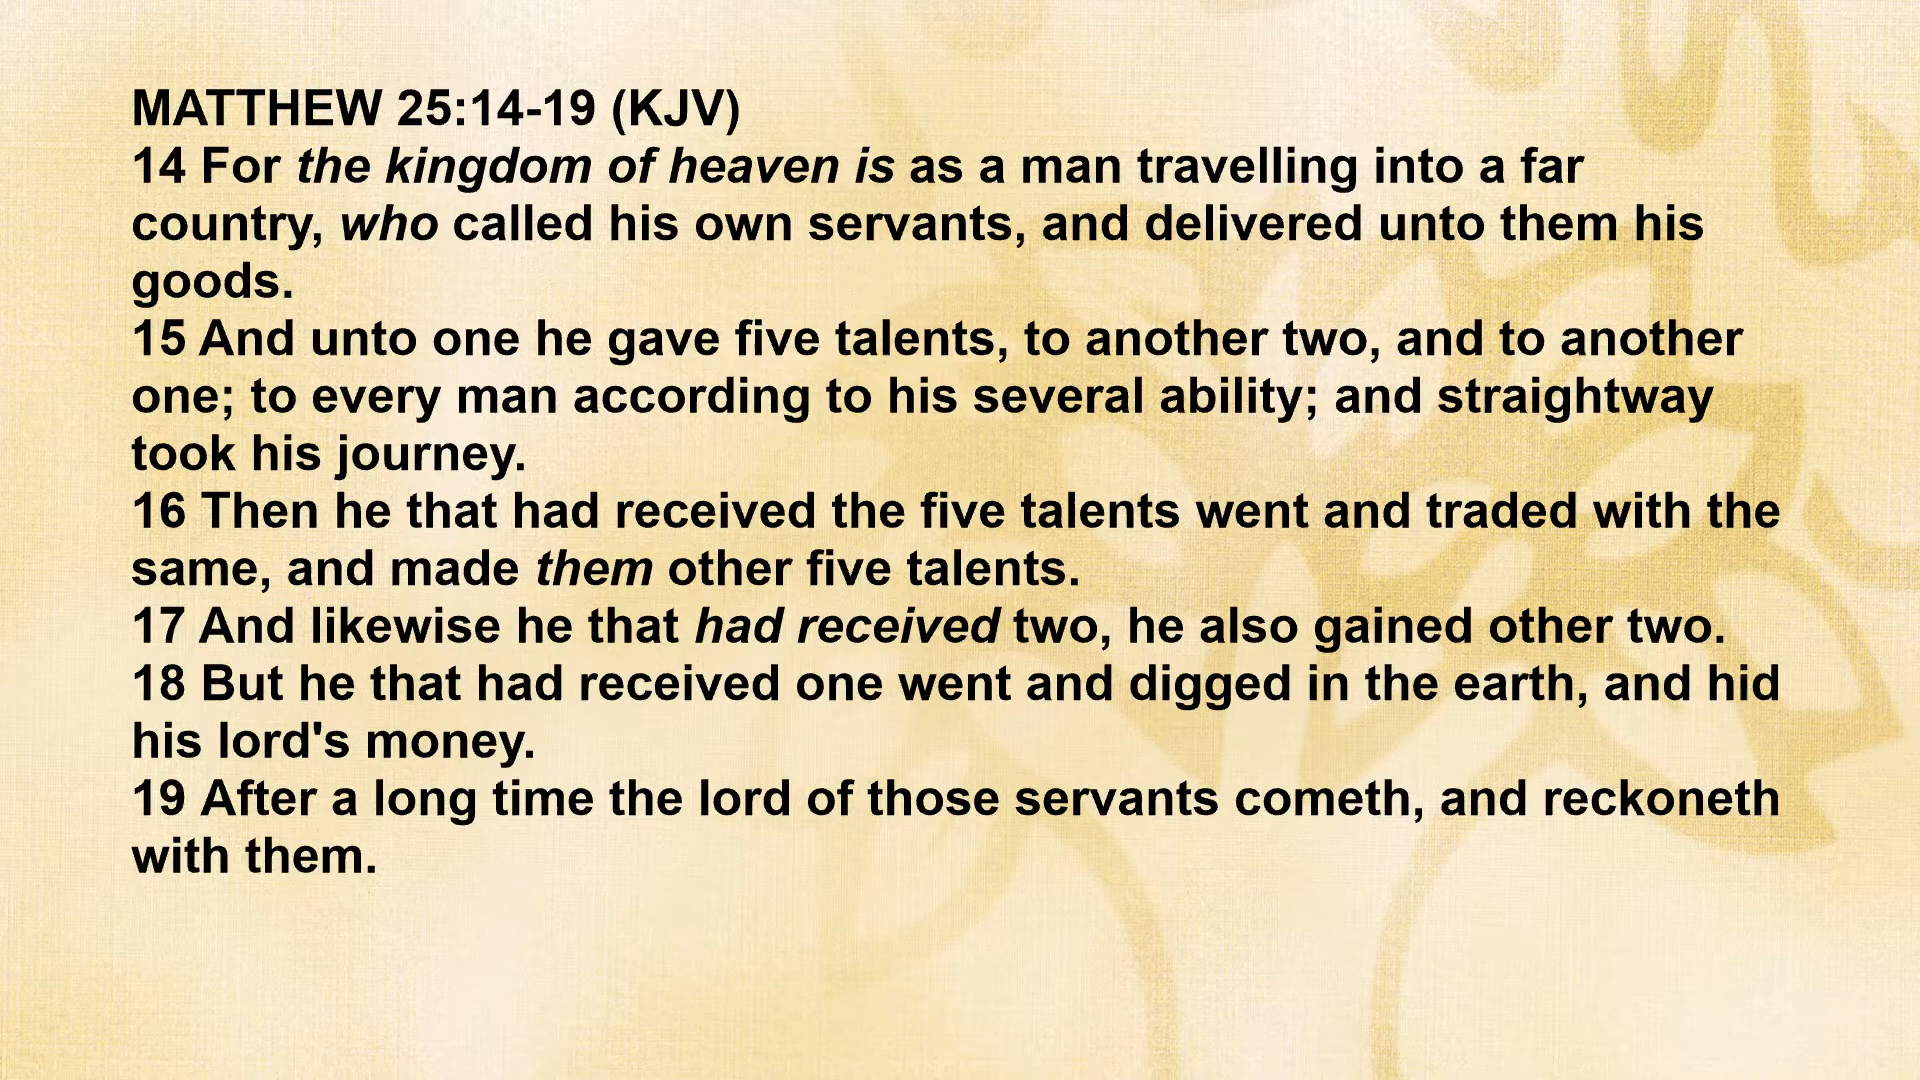 MATTHEW 25:14-19 (KJV)
14 For the kingdom of heaven is as a man travelling into a far
country, who called his own servants, and delivered unto them his
goods.
15 And unto one he gave five talents, to another two, and to another
one; to every man according to his several ability; and straightway
took his journey.
16 Then he that had received the five talents went and traded with the
same, and made them other five talents.
17 And likewise he that had received two, he also gained other two.
18 But he that had received one went and digged in the earth, and hid
his lord's money.
19 After a long time the lord of those servants cometh, and reckoneth
with them.